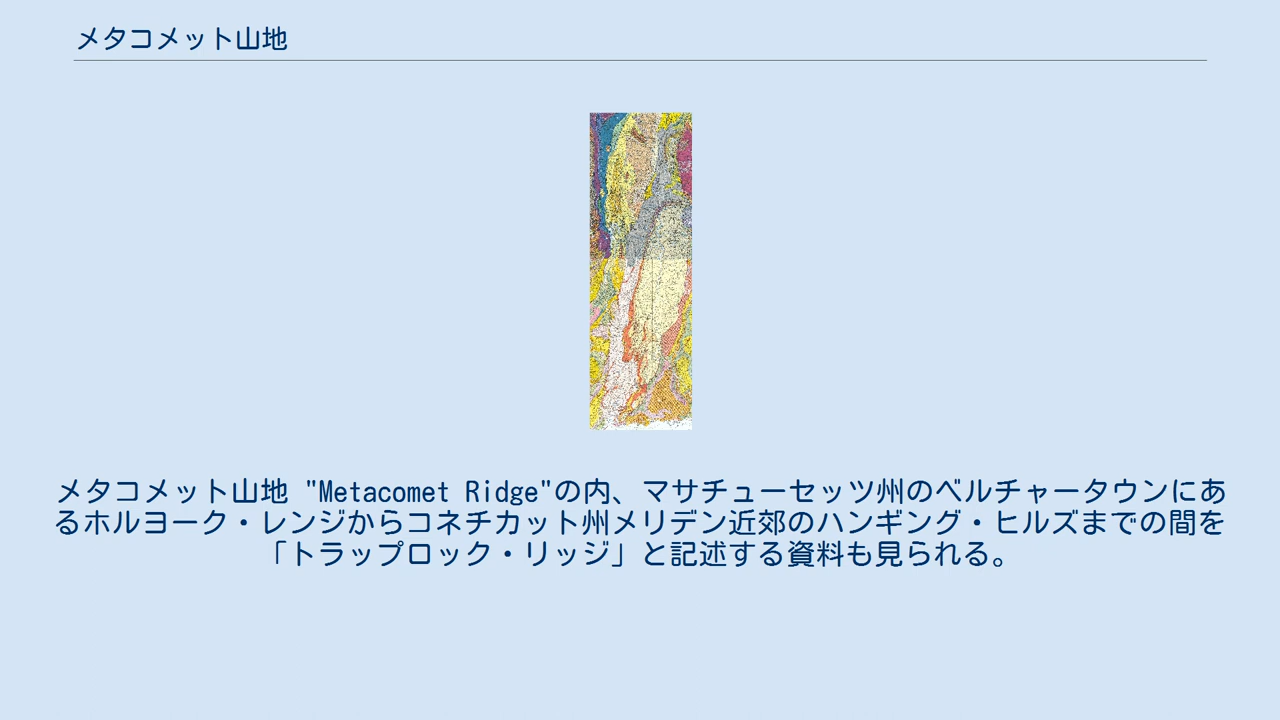 メタコメット山地
メタコメット山地 "Metacomet Ridge"の内、マサチューセッツ州のベルチャータウンにあ
るホルヨーク・レンジからコネチカット州メリデン近郊のハンギング・ヒルズまでの間を
「トラップロック・リッジ」と記述する資料も見られる。